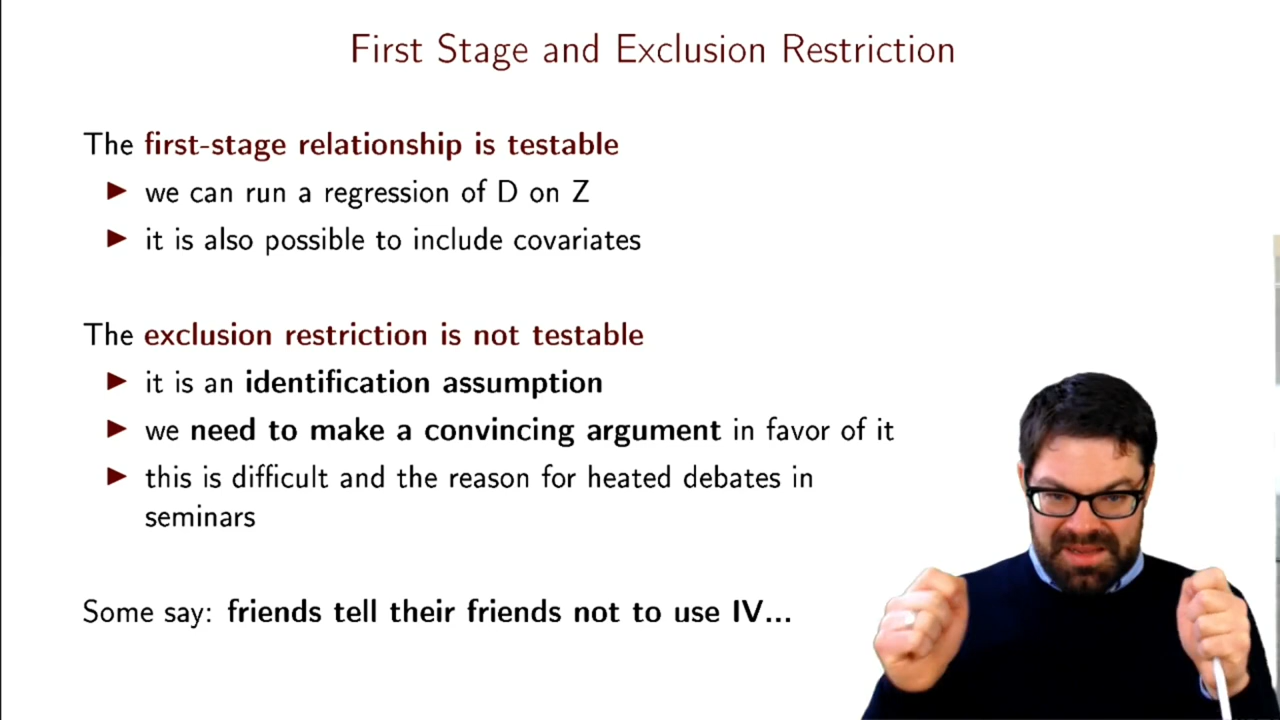 First Stage and Exclusion Restriction
The first-stage relationship is testable
▶ we can run a regression of D on Z
▶ it is also possible to include covariates
The exclusion restriction is not testable
▶ it is an identification assumption
▶ we need to make a convincing argument in favor of it
▶ this is difficult and the reason for heated debates in
seminars
Some say: friends tell their friends not to use IV...